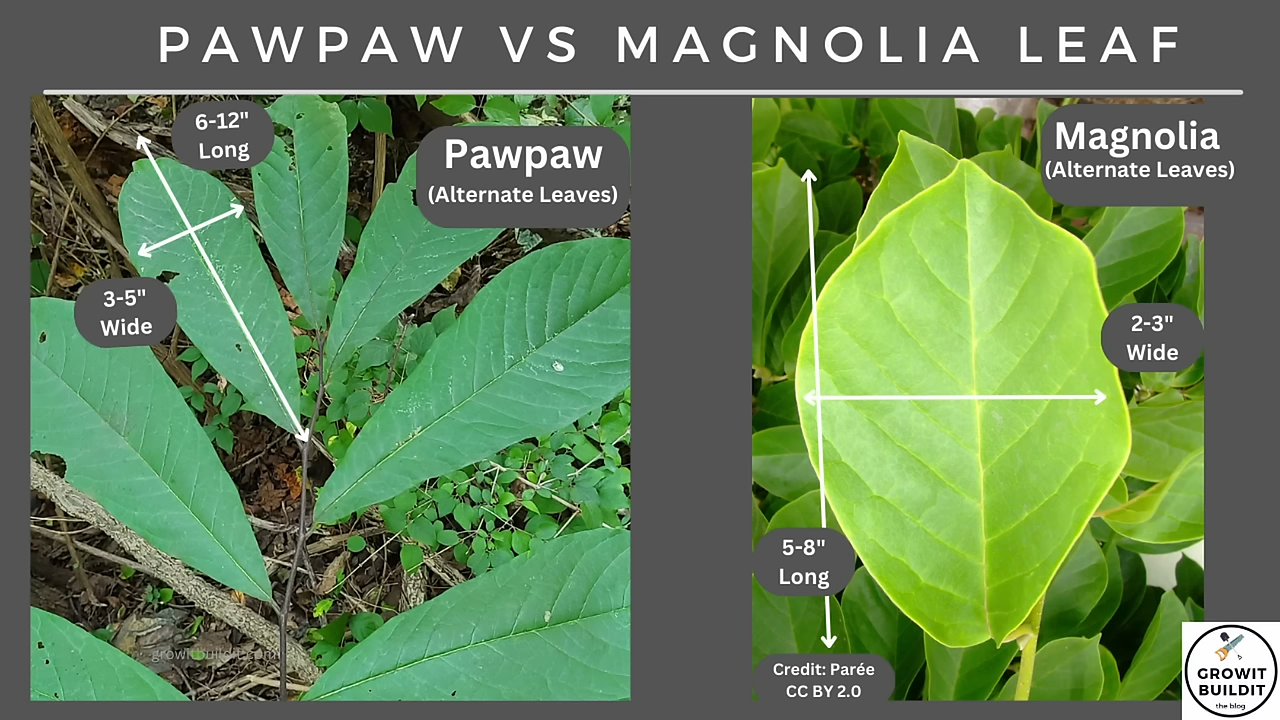 PAWPAW VS MAGNOLIA LEAF
6-12"
Long
Pawpaw
(Alternate Leaves)
3-5"
Wide
growitbuildit.com
Magnolia
(Alternate Leaves)
2-3"
Wide
5-8"
Long
Credit: Parée
CC BY 2.0
GROWIT
BUILDIT
the blog